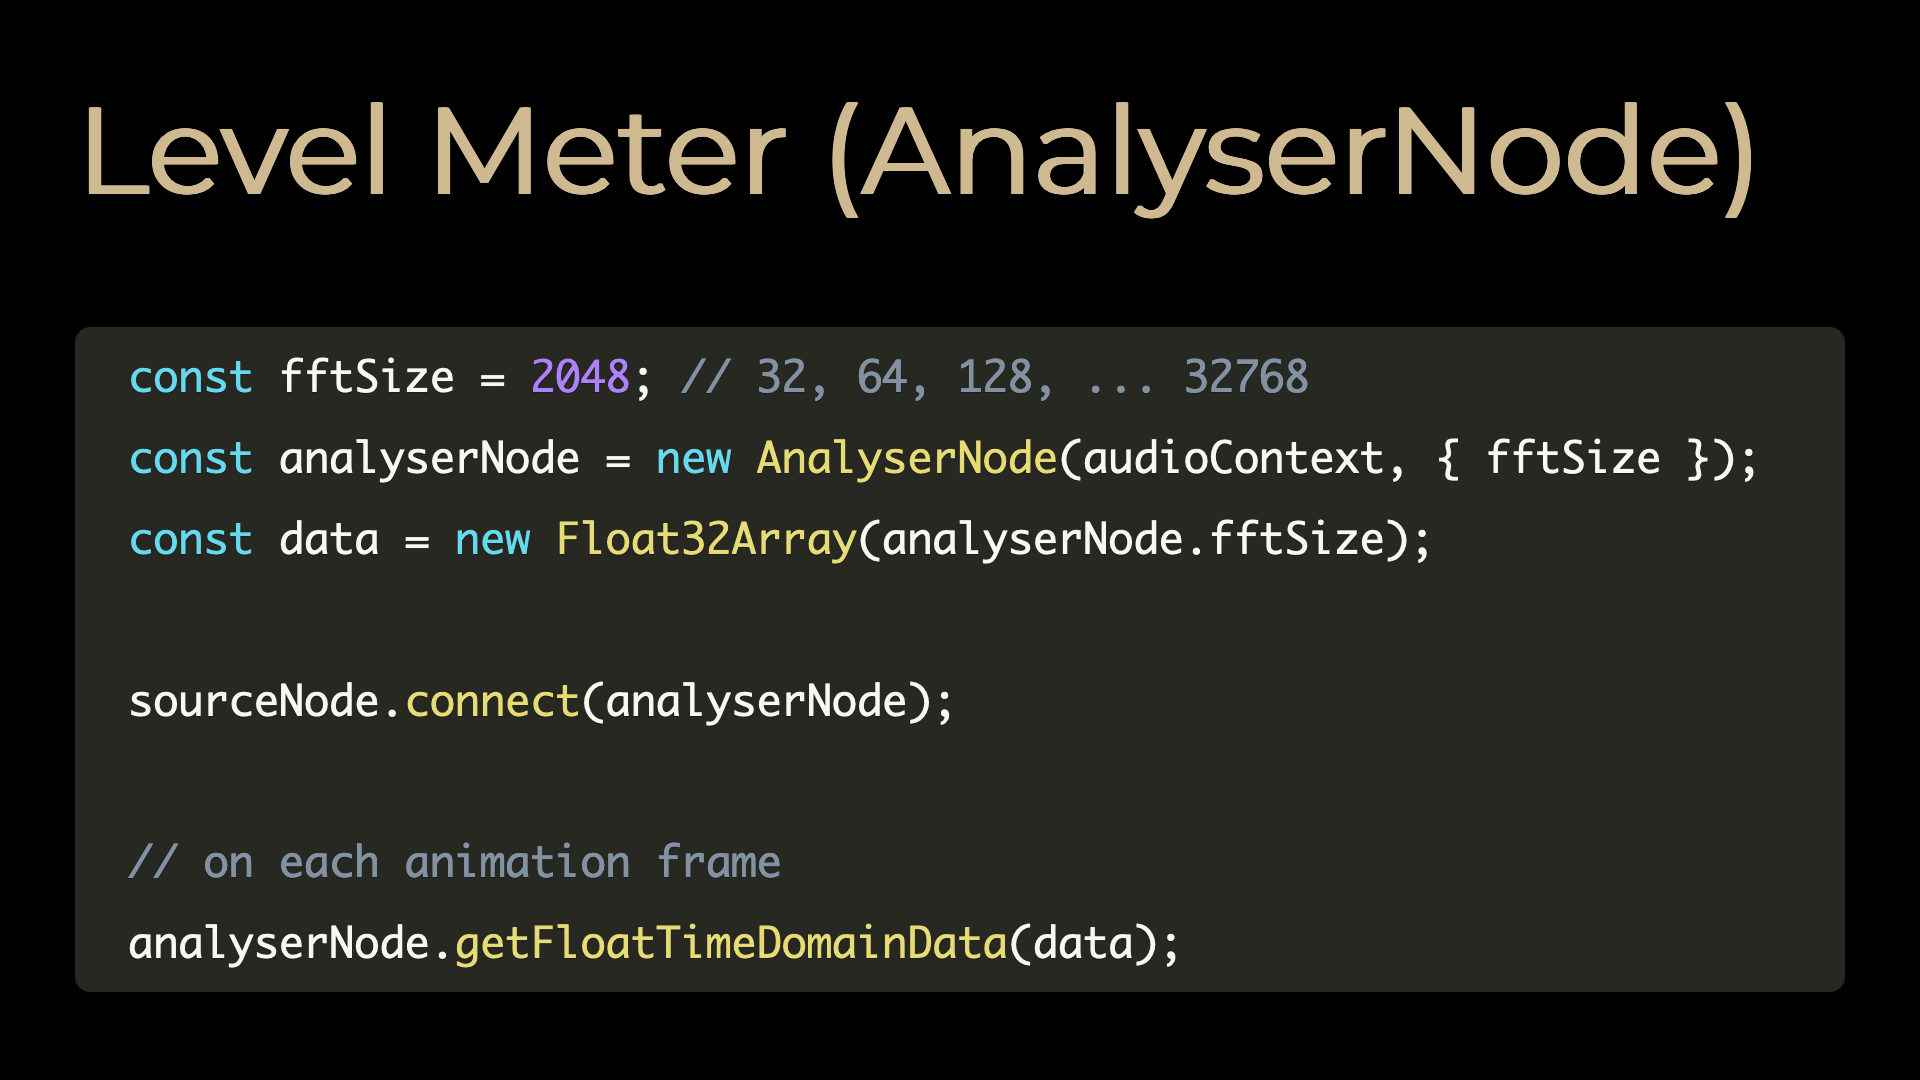 Level Meter (AnalyserNode)
const fftSize = 2048; // 32, 64, 128, ... 32768
const analyserNode = new AnalyserNode(audioContext, { fftSize });
const data = new Float32Array(analyserNode.fftSize);
sourceNode.connect(analyserNode);
// on each animation frame
analyserNode.getFloatTimeDomainData(data);